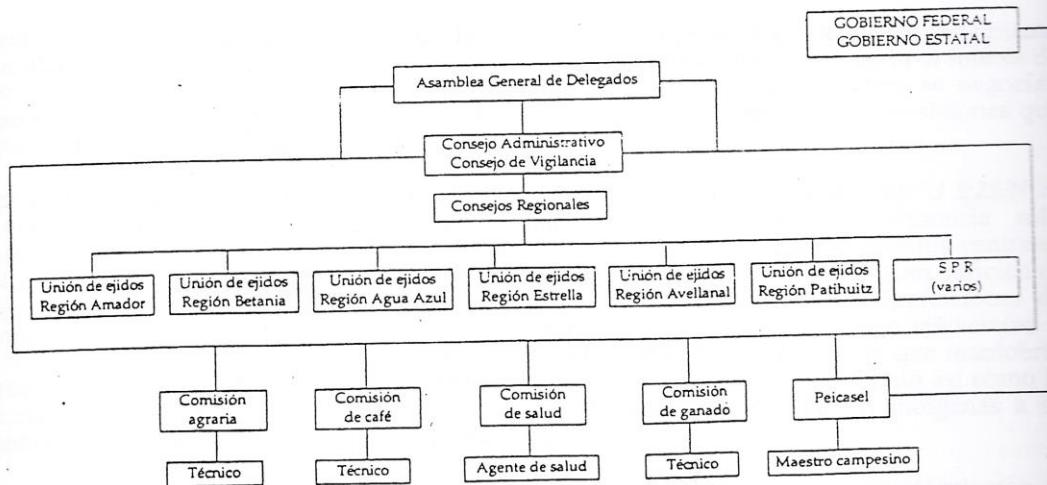 GOBIERNO FEDERAL
GOBIERNO ESTATAL
Asamblea General de Delegados
Consejo Administrativo
Consejo de Vigilancia
Consejos Regionales
Unión de ejidos
Región Amador
Unión de ejidos
Región Betania
Unión de ejidos
Región Agua Azul
Unión de ejidos
Región Estrella
Unión de ejidos
Región Avellanal
Unión de ejidos
Región Patihuitz
S P R
(varios)
Comisión
agraria
Comisión
de café
Comisión
de salud
Comisión
de ganado
Peicasel
Técnico
Técnico
Agente de salud
Técnico
Maestro campesino